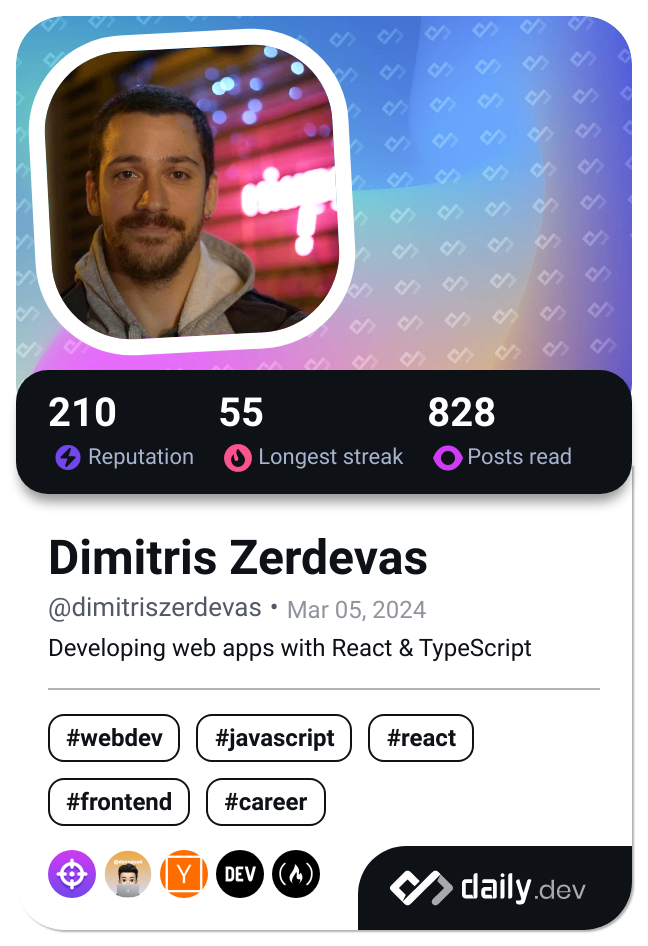 210
55
828
Reputation
Longest streak
Posts read
Dimitris Zerdevas
@dimitriszerdevas • Mar 05, 2024
Developing web apps with React & TypeScript
#webdev
#javascript
#react
#frontend
#career
Y
DEV
daily.dev